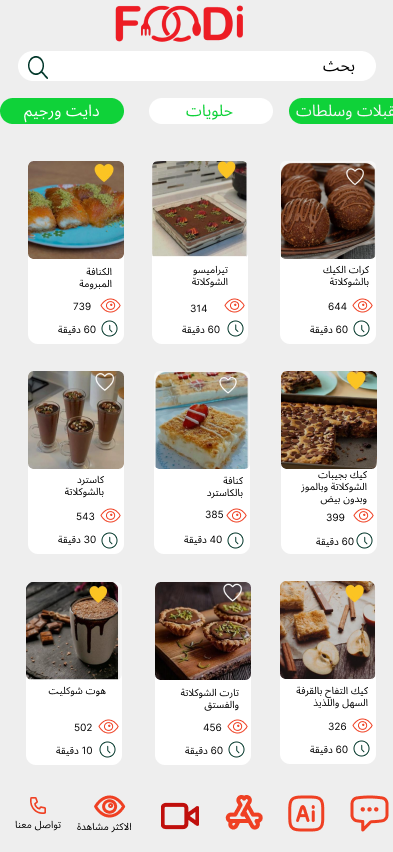 FOODi
بحث
قبلات وسلطات
حلويات
دايت ورجيم
كرات الكيك
بالشوكلاتة
644
60 دقيقة
تيراميسو
الشوكلاتة
314
60 دقيقة
الكنافة
المبرومة
739
60 دقيقة
كيك بجيبات
الشوكلاتة وبالموز
وبدون بيض
399
60 دقيقة
كنافة
بالكاسترد
385
40 دقيقة
كاسترد
بالشوكلاتة
543
30 دقيقة
كيك التفاح بالقرفة
السهل واللذيذ
326
60 دقيقة
تارت الشوكلاتة
والفستق
456
60 دقيقة
هوت شوكليت
502
10 دقيقة
Ai
الاكثر مشاهدة
تواصل معنا